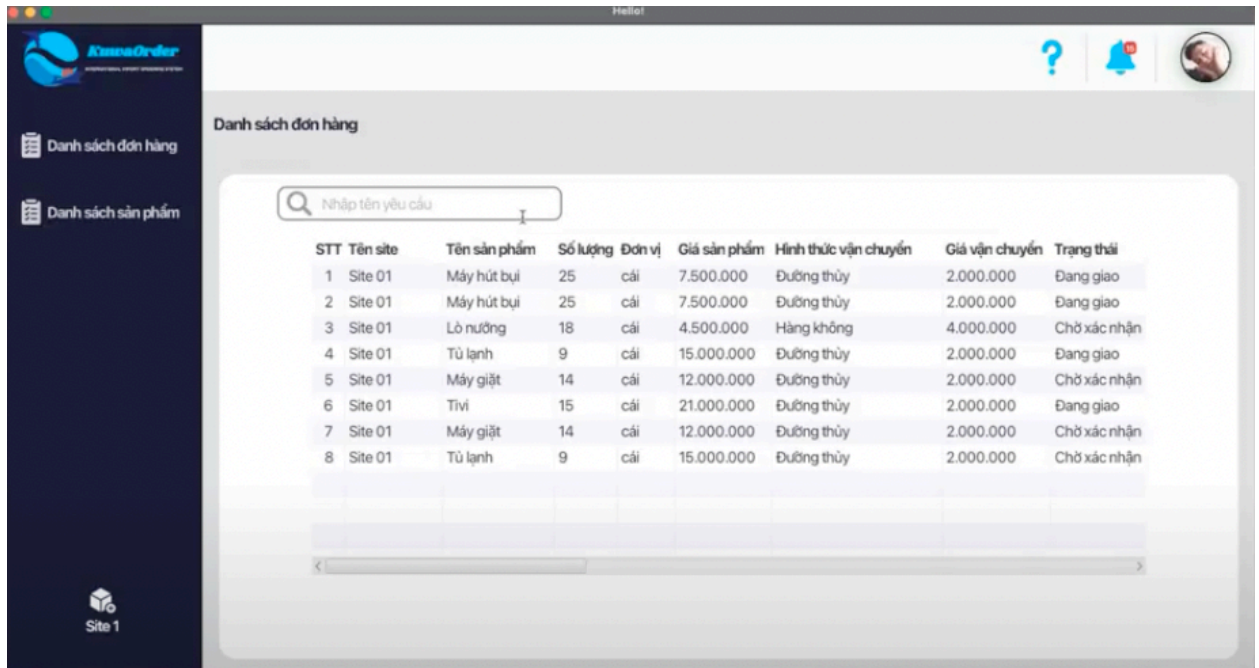 Hello!
KuwaOrder
Danh sách đơn hàng
Danh sách sản phẩm
Site 1
15
Danh sách đơn hàng
Nhập tên yêu cầu
STT Tên site Tên sản phẩm Số lượng Đơn vị Giá sản phẩm Hình thức vận chuyển Giá vận chuyển Trạng thái
1 Site 01 Máy hút bụi 25 cái 7.500.000 Đường thủy 2.000.000 Đang giao
2 Site 01 Máy hút bụi 25 cái 7.500.000 Đường thủy 2.000.000 Đang giao
3 Site 01 Lò nướng 18 cái 4.500.000 Hàng không 4.000.000 Chờ xác nhận
4 Site 01 Tủ lạnh 9 cái 15.000.000 Đường thủy 2.000.000 Đang giao
5 Site 01 Máy giặt 14 cái 12.000.000 Đường thủy 2.000.000 Chờ xác nhận
6 Site 01 Tivi 15 cái 21.000.000 Đường thủy 2.000.000 Đang giao
7 Site 01 Máy giặt 14 cái 12.000.000 Đường thủy 2.000.000 Chờ xác nhận
8 Site 01 Tủ lạnh 9 cái 15.000.000 Đường thủy 2.000.000 Chờ xác nhận